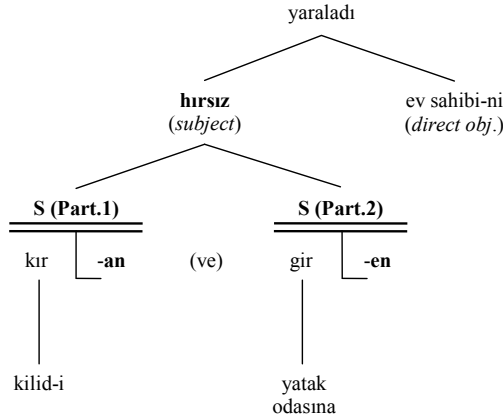 yaraladı
hırsız ev sahibi-ni
(subject) (direct obj.)
S (Part.1) S (Part.2)
kır -an (ve) gir -en
kilid-i yatak
odasına